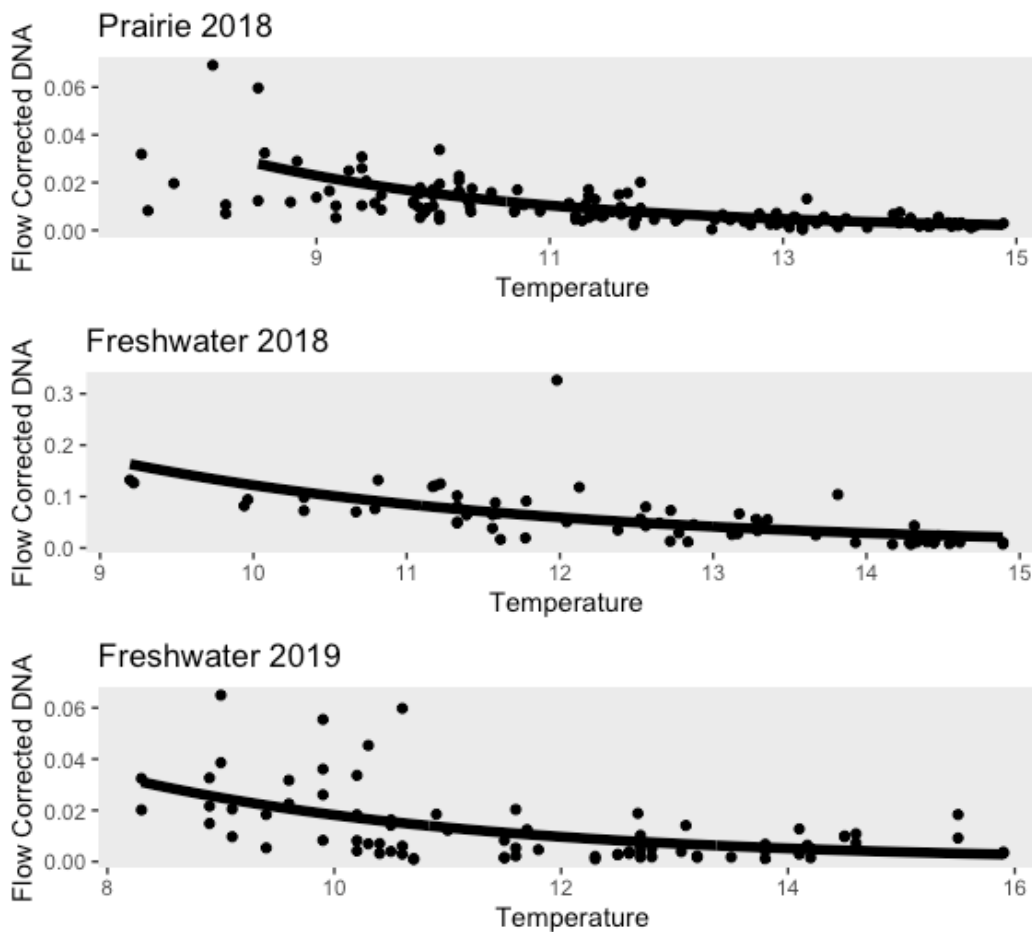 Prairie 2018
Flow Corrected DNA
0.06
0.04
0.02
0.00
9 11 13 15
Temperature
Freshwater 2018
Flow Corrected DNA
0.3
0.2
0.1
0.0
9 10 11 12 13 14 15
Temperature
Freshwater 2019
Flow Corrected DNA
0.06
0.04
0.02
0.00
8 10 12 14 16
Temperature